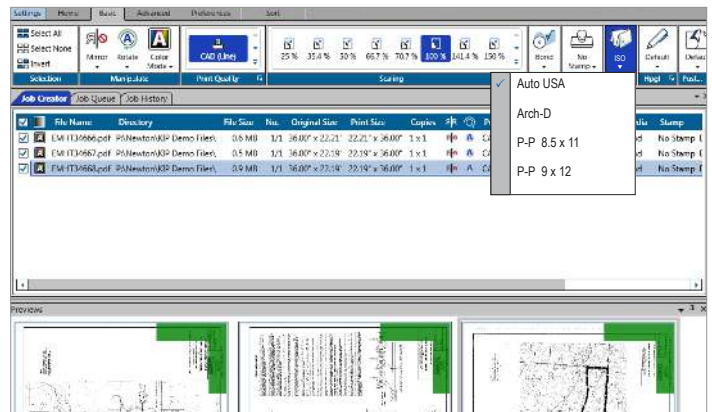 Settings Home Basic Advanced Preferences Sort
Select All
Select None
Invert
Selection
Mirror Rotate Color Mode
Manipulate
CAD (Line)
Print Quality
25 % 35.4 % 50 % 66.7 % 70.7 % 100 % 141.4 % 150 %
Scaling
Bond No Stamp ISO Default
Hpgl
Auto USA
Arch-D
P-P 8.5 x 11
P-P 9 x 12
Job Creator Job Queue Job History
File Name Directory File Size No. Original Size Print Size Copies Stamp
EMHT34666.pdf P:\Newton\KIP Demo Files\ 0.6 MB 1/1 36.00" x 22.21" 22.21" x 36.00" 1 x 1 No Stamp
EMHT34667.pdf P:\Newton\KIP Demo Files\ 0.5 MB 1/1 36.00" x 22.19" 22.19" x 36.00" 1 x 1 No Stamp
EMHT34668.pdf P:\Newton\KIP Demo Files\ 0.9 MB 1/1 36.00" x 22.19" 22.19" x 36.00" 1 x 1 No Stamp
Previews